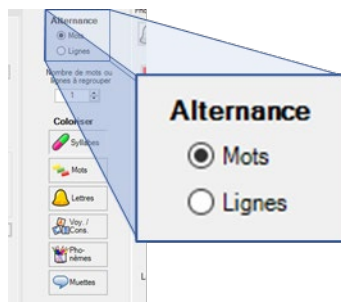 Alternance
Mots
Lignes
Nombre de mots ou
lignes à regrouper
1
Coloriser
Syllabes
Mots
Lettres
Voy. /
Cons.
Pho-
nèmes
Muettes
Alternance
Mots
Lignes